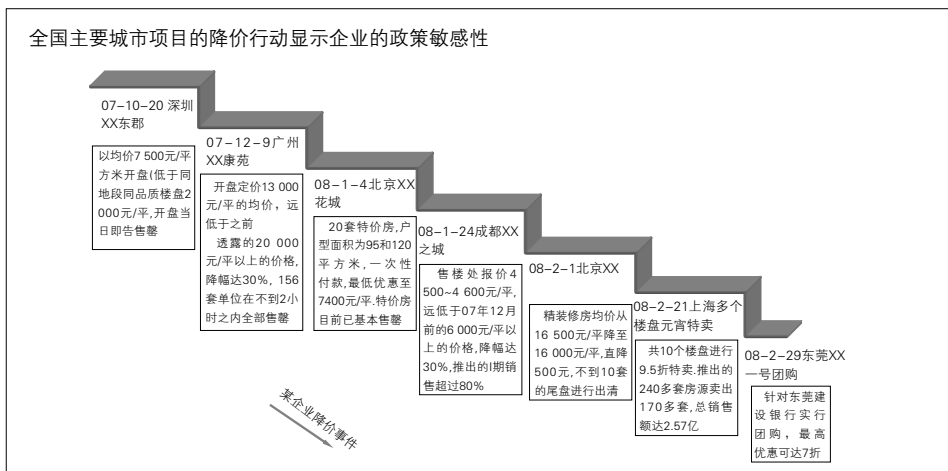 全国主要城市项目的降价行动显示企业的政策敏感性
07-10-20 深圳
XX东郡
以均价7 500元/平
方米开盘(低于同
地段同品质楼盘2
000元/平,开盘当
日即告售罄
07-12-9广州
XX康苑
开盘定价13 000
元/平的均价，远
低于之前
透露的20 000
元/平以上的价格,
降幅达30%, 156
套单位在不到2小
时之内全部售罄
08-1-4北京XX
花城
20套特价房,户
型面积为95和120
平方米,一次性
付款,最低优惠至
7400元/平.特价房
目前已基本售罄
08-1-24成都XX
之城
售楼处报价4
500~4 600元/平,
远低于07年12月
前的6 000元/平以
上的价格,降幅达
30%,推出的I期销
售超过80%
08-2-1北京XX
精装修房均价从
16 500元/平降至
16 000元/平,直降
500元,不到10套
的尾盘进行出清
08-2-21上海多个
楼盘元宵特卖
共10个楼盘进行
9.5折特卖.推出的
240多套房源卖出
170多套,总销售
额达2.57亿
08-2-29东莞XX
一号团购
针对东莞建
设银行实行
团购，最高
优惠可达7折
某企业降价事件